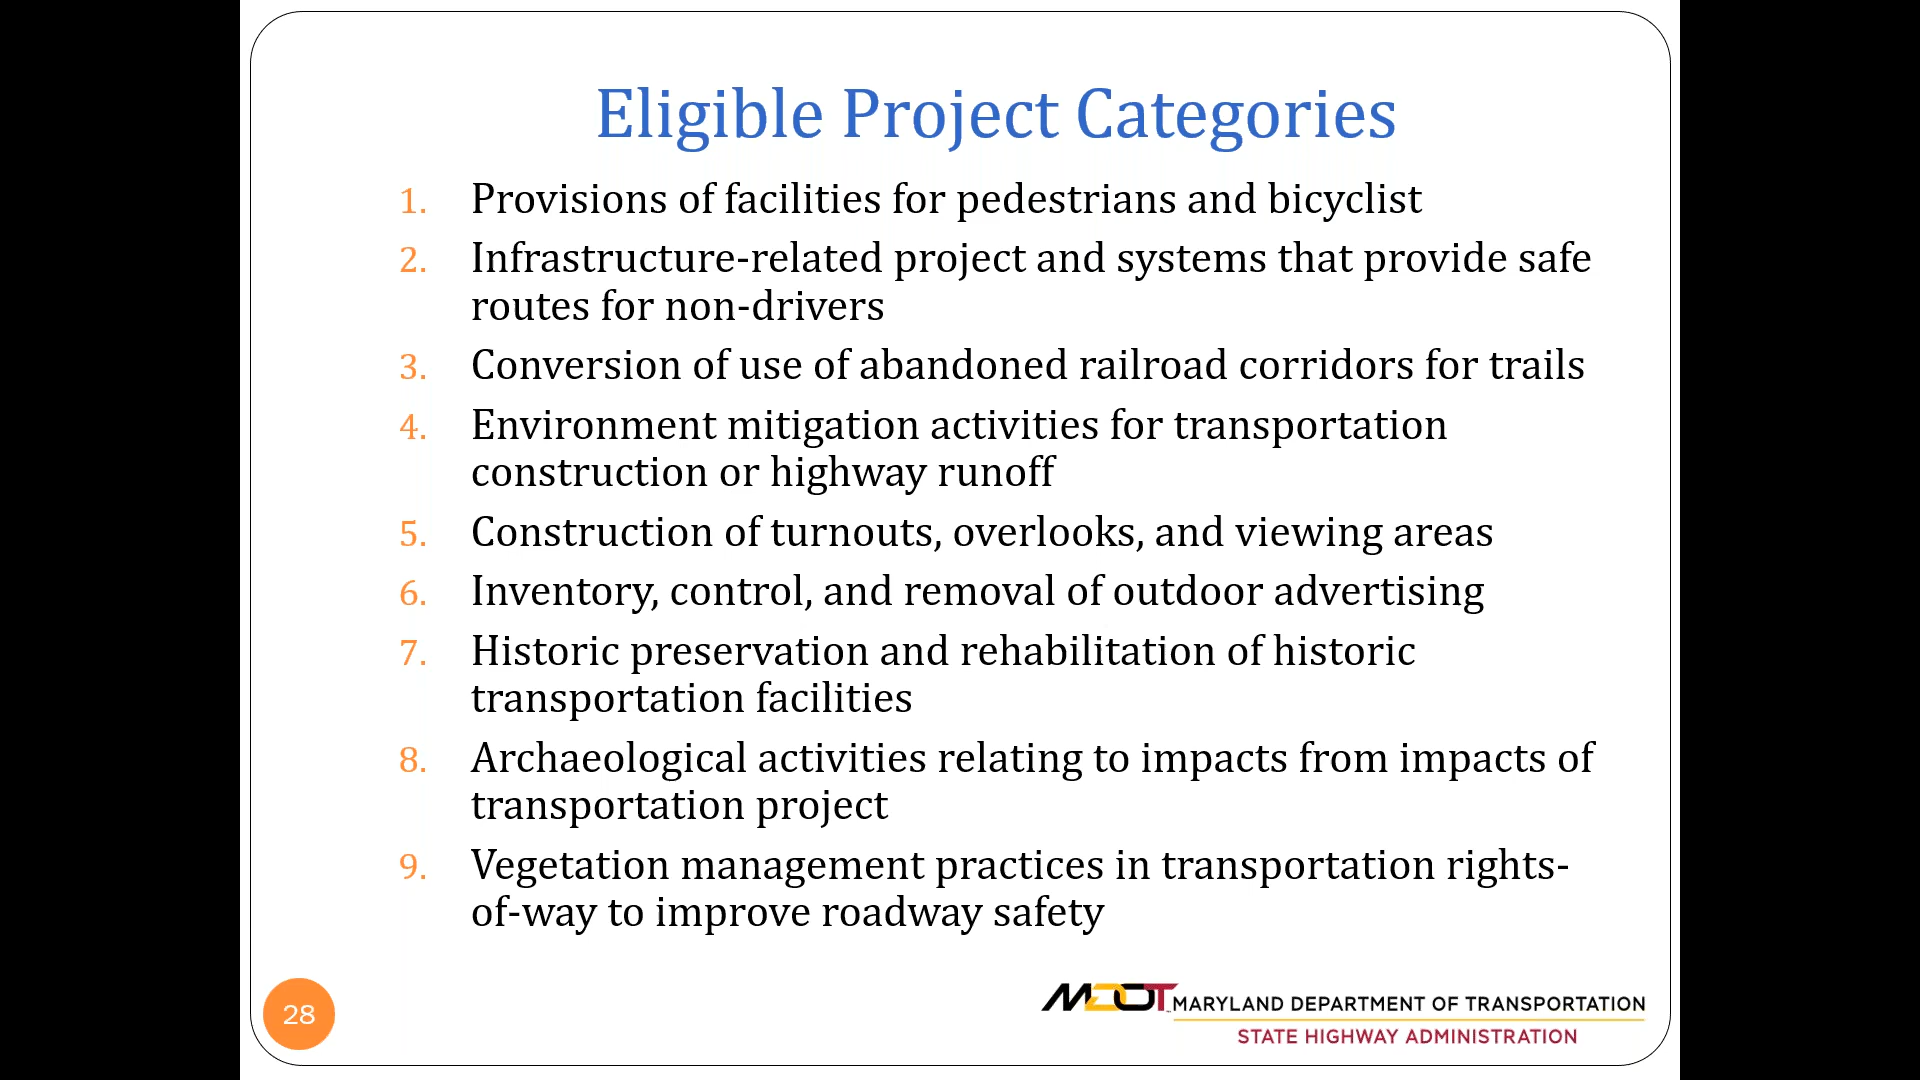 Eligible Project Categories
1. Provisions of facilities for pedestrians and bicyclist
2. Infrastructure-related project and systems that provide safe
routes for non-drivers
3. Conversion of use of abandoned railroad corridors for trails
4. Environment mitigation activities for transportation
construction or highway runoff
5. Construction of turnouts, overlooks, and viewing areas
6. Inventory, control, and removal of outdoor advertising
7. Historic preservation and rehabilitation of historic
transportation facilities
8. Archaeological activities relating to impacts from impacts of
transportation project
9. Vegetation management practices in transportation rights-
of-way to improve roadway safety
28
MDOT MARYLAND DEPARTMENT OF TRANSPORTATION
STATE HIGHWAY ADMINISTRATION